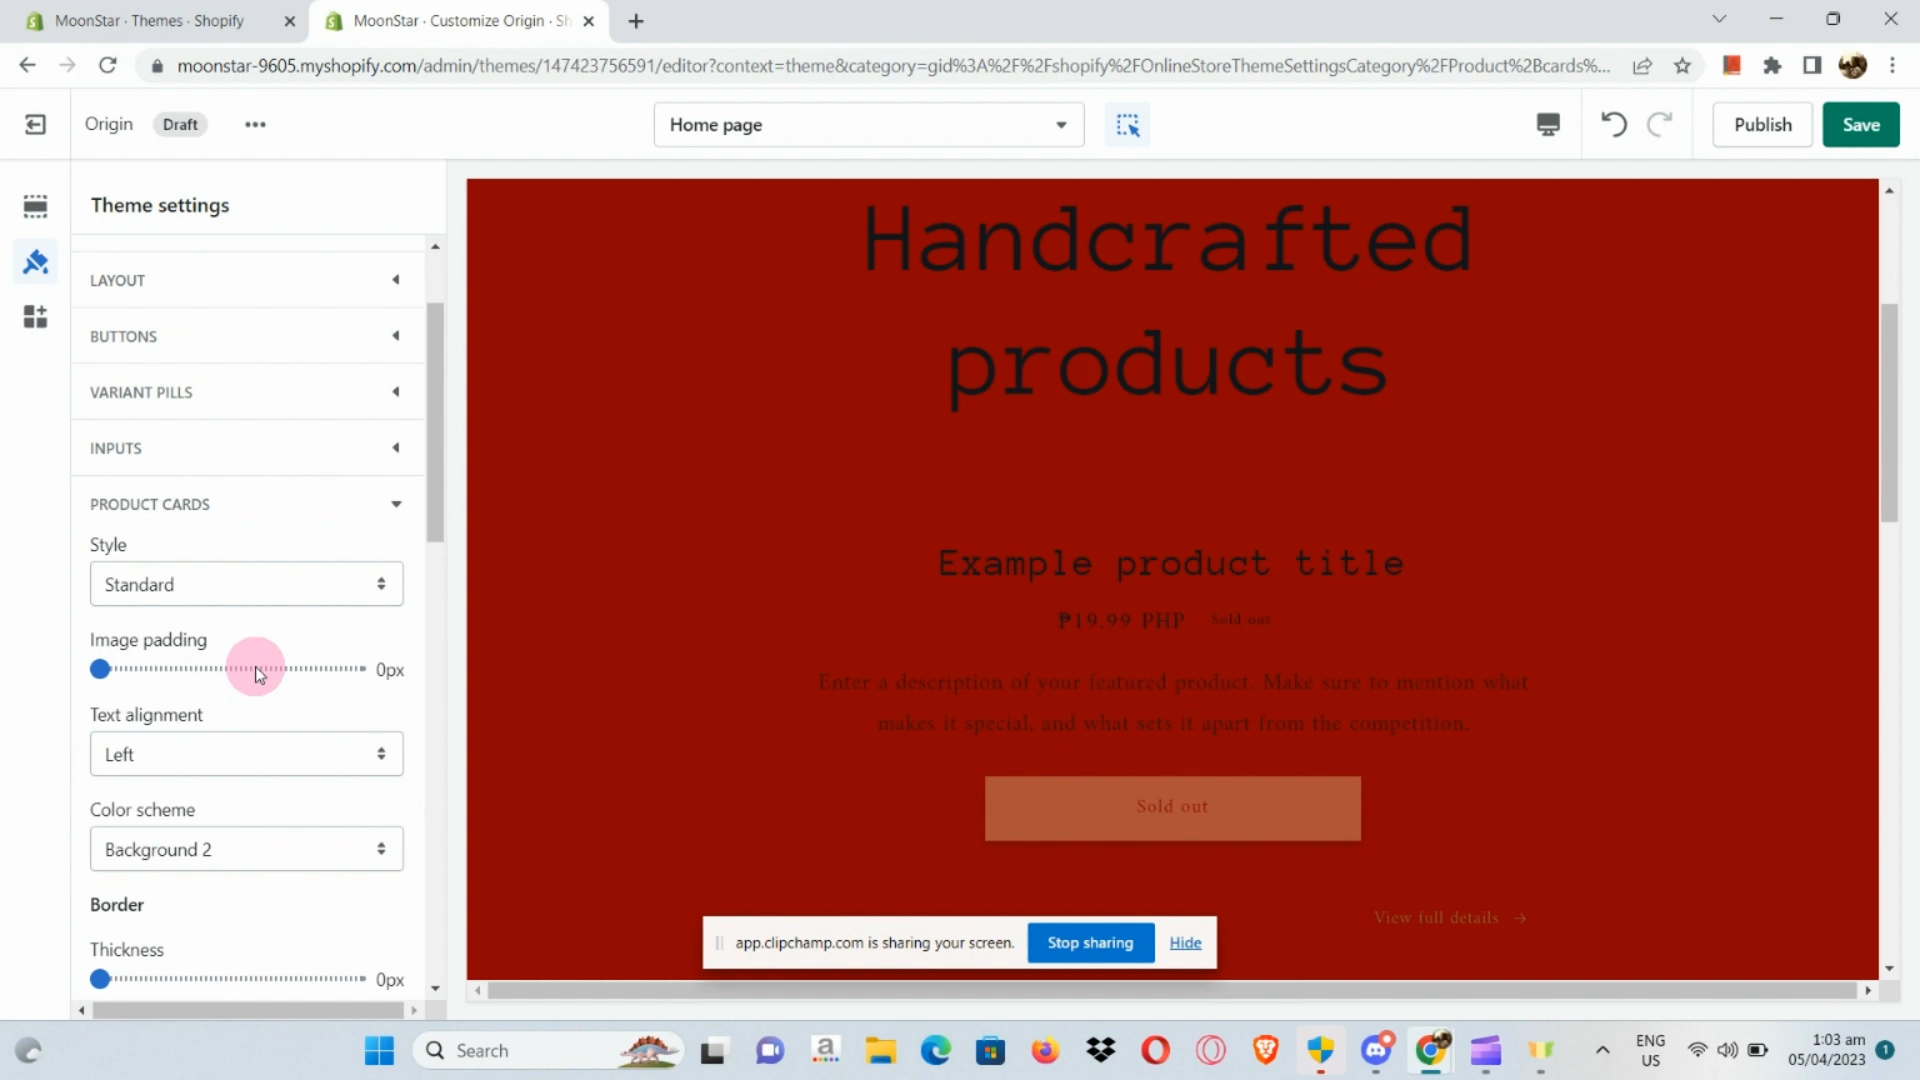 MoonStar · Themes · Shopify
MoonStar · Customize Origin · Sh
moonstar-9605.myshopify.com/admin/themes/147423756591/editor?context=theme&category=gid%3A%2F%2Fshopify%2FOnlineStoreThemeSettingsCategory%2FProduct%2Bcards%...
Origin
Draft
Home page
Publish
Save
Theme settings
LAYOUT
BUTTONS
VARIANT PILLS
INPUTS
PRODUCT CARDS
Style
Standard
Image padding
0px
Text alignment
Left
Color scheme
Background 2
Border
Thickness
0px
Handcrafted
products
Example product title
₱19.99 PHP Sold out
Enter a description of your featured product. Make sure to mention what
makes it special, and what sets it apart from the competition.
Sold out
View full details →
app.clipchamp.com is sharing your screen.
Stop sharing
Hide
Search
ENG
US
1:03 am
05/04/2023
1